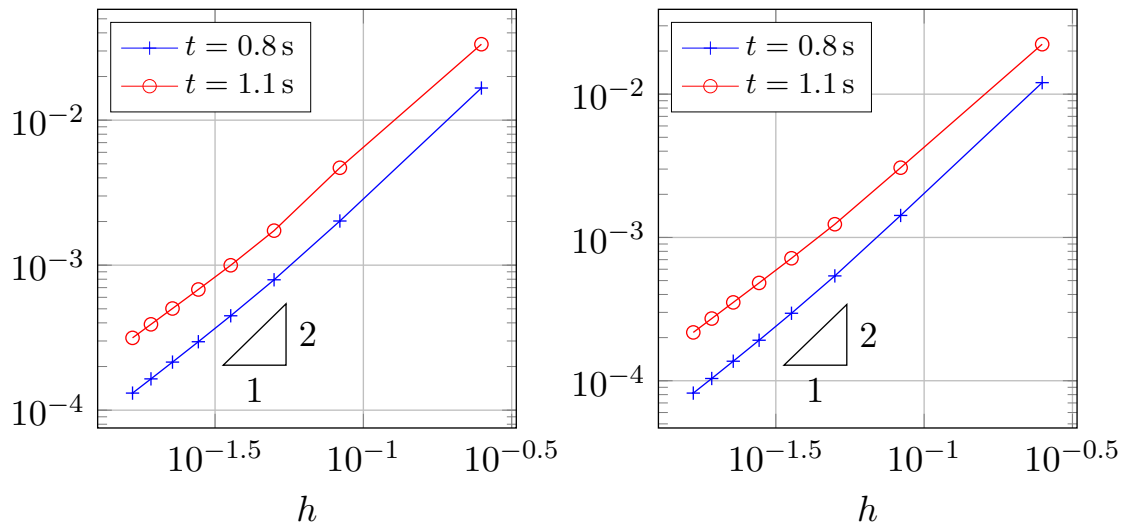 t = 0.8 s
t = 1.1 s
10⁻²
10⁻³
10⁻⁴
2
1
10⁻¹·⁵
10⁻¹
10⁻⁰·⁵
h
t = 0.8 s
t = 1.1 s
10⁻²
10⁻³
10⁻⁴
2
1
10⁻¹·⁵
10⁻¹
10⁻⁰·⁵
h